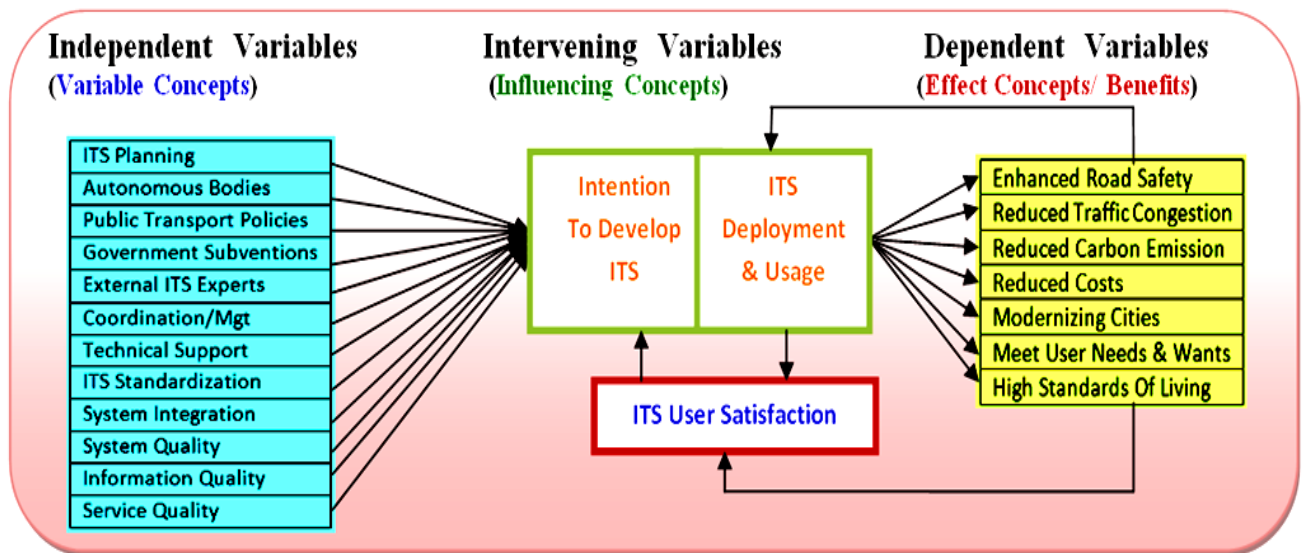 Independent Variables
(Variable Concepts)
Intervening Variables
(Influencing Concepts)
Dependent Variables
(Effect Concepts/ Benefits)
ITS Planning
Autonomous Bodies
Public Transport Policies
Government Subventions
External ITS Experts
Coordination/Mgt
Technical Support
ITS Standardization
System Integration
System Quality
Information Quality
Service Quality
Intention
To Develop
ITS
ITS
Deployment
& Usage
ITS User Satisfaction
Enhanced Road Safety
Reduced Traffic Congestion
Reduced Carbon Emission
Reduced Costs
Modernizing Cities
Meet User Needs & Wants
High Standards Of Living